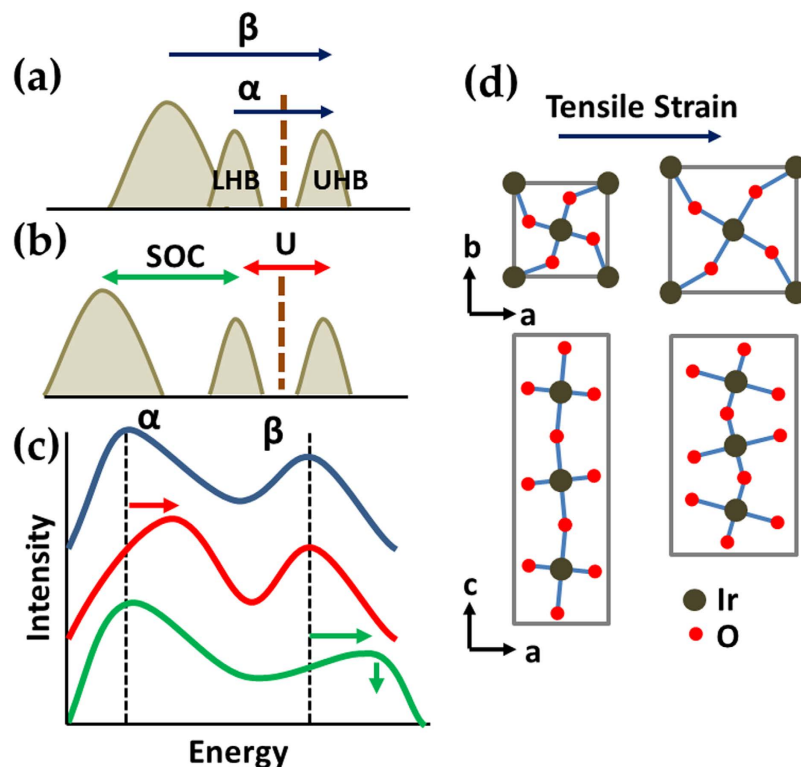 (a)
β
α
LHB
UHB
(b)
SOC
U
(c)
α
β
Intensity
Energy
(d)
Tensile Strain
b
a
c
a
Ir
O